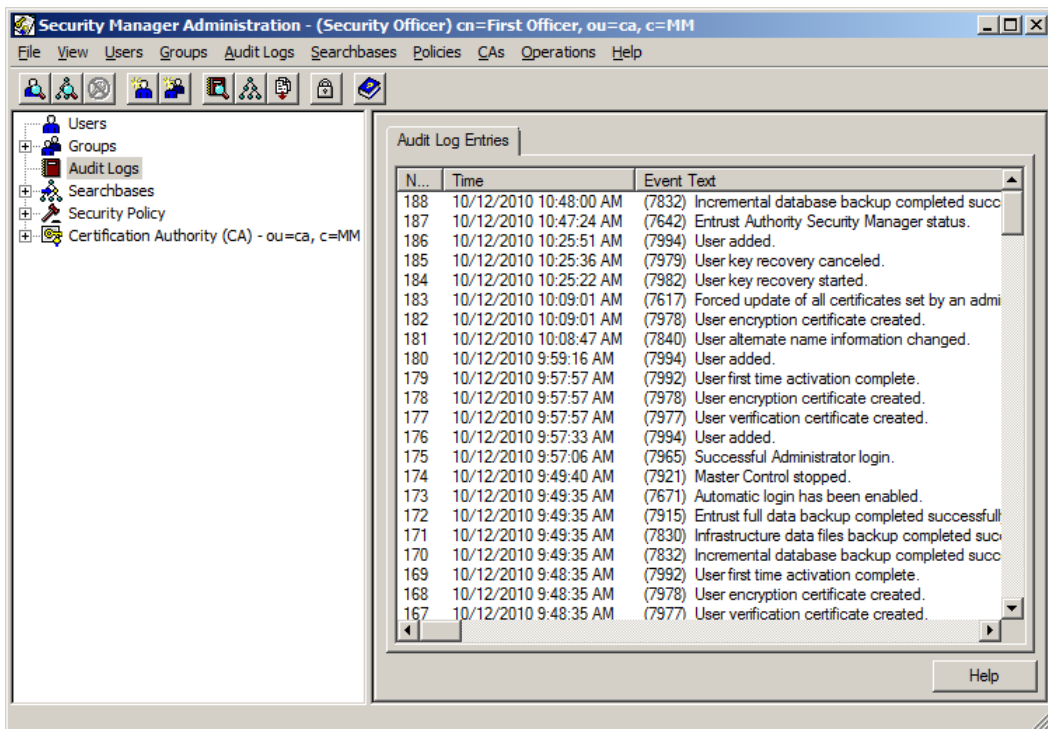 Security Manager Administration - (Security Officer) cn=First Officer, ou=ca, c=MM
File View Users Groups Audit Logs Searchbases Policies CAs Operations Help
Users
Groups
Audit Logs
Searchbases
Security Policy
Certification Authority (CA) - ou=ca, c=MM
Audit Log Entries
N... Time Event Text
188 10/12/2010 10:48:00 AM (7832) Incremental database backup completed succ
187 10/12/2010 10:47:24 AM (7642) Entrust Authority Security Manager status.
186 10/12/2010 10:25:51 AM (7994) User added.
185 10/12/2010 10:25:36 AM (7979) User key recovery canceled.
184 10/12/2010 10:25:22 AM (7982) User key recovery started.
183 10/12/2010 10:09:01 AM (7617) Forced update of all certificates set by an admi
182 10/12/2010 10:09:01 AM (7978) User encryption certificate created.
181 10/12/2010 10:08:47 AM (7840) User alternate name information changed.
180 10/12/2010 9:59:16 AM (7994) User added.
179 10/12/2010 9:57:57 AM (7992) User first time activation complete.
178 10/12/2010 9:57:57 AM (7978) User encryption certificate created.
177 10/12/2010 9:57:57 AM (7977) User verification certificate created.
176 10/12/2010 9:57:33 AM (7994) User added.
175 10/12/2010 9:57:06 AM (7965) Successful Administrator login.
174 10/12/2010 9:49:40 AM (7921) Master Control stopped.
173 10/12/2010 9:49:35 AM (7671) Automatic login has been enabled.
172 10/12/2010 9:49:35 AM (7915) Entrust full data backup completed successfull
171 10/12/2010 9:49:35 AM (7830) Infrastructure data files backup completed suc
170 10/12/2010 9:49:35 AM (7832) Incremental database backup completed succ
169 10/12/2010 9:48:35 AM (7992) User first time activation complete.
168 10/12/2010 9:48:35 AM (7978) User encryption certificate created.
167 10/12/2010 9:48:35 AM (7977) User verification certificate created.
Help